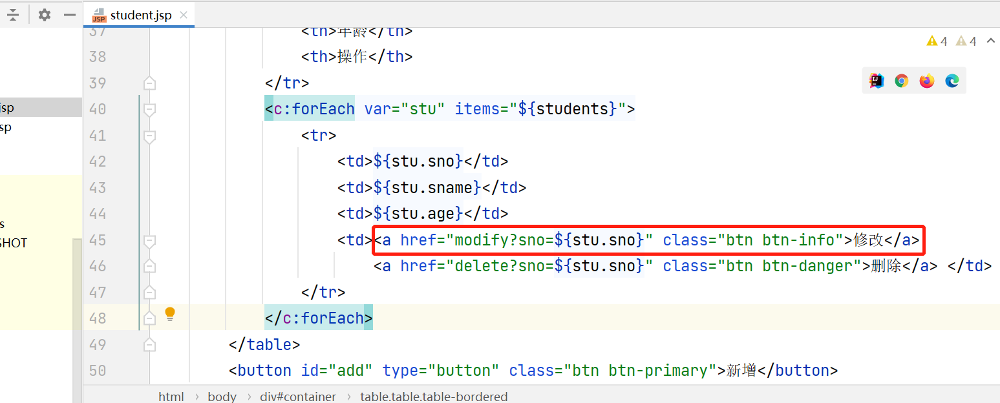 student.jsp
37 <th>年龄</th>
4 4
38 <th>操作</th>
39 </tr>
jsp
40 <c:forEach var="stu" items="${students}">
sp
41 <tr>
42 <td>${stu.sno}</td>
43 <td>${stu.sname}</td>
44 <td>${stu.age}</td>
s
45 <td><a href="modify?sno=${stu.sno}" class="btn btn-info">修改</a>
SHOT
46 <a href="delete?sno=${stu.sno}" class="btn btn-danger">删除</a> </td>
47 </tr>
48 </c:forEach>
49 </table>
50 <button id="add" type="button" class="btn btn-primary">新增</button>
html › body › div#container › table.table.table-bordered